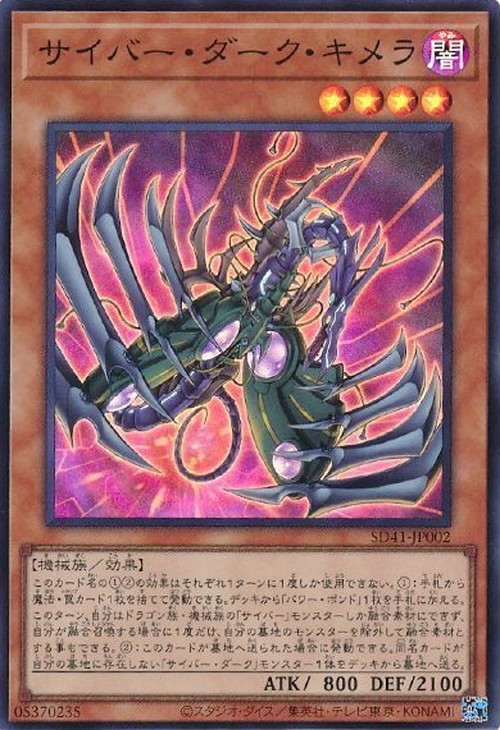 サイバー・ダーク・キメラ
闇
SD41-JP002
【機械族/効果】
このカード名の①②の効果はそれぞれ1ターンに1度しか使用できない。①:手札から
魔法・罠カード1枚を捨てて発動できる。デッキから「パワー・ボンド」1枚を手札に加える。
このターン、自分はドラゴン族・機械族の「サイバー」モンスターしか融合素材にできず、
自分が融合召喚する場合に1度だけ、自分の墓地のモンスターを除外して融合素材と
する事もできる。②:このカードが墓地へ送られた場合に発動できる。同名カードが
自分の墓地に存在しない「サイバー・ダーク」モンスター1体をデッキから墓地へ送る。
ATK/ 800 DEF/2100
05370235
©スタジオ・ダイス/集英社・テレビ東京・KONAMI